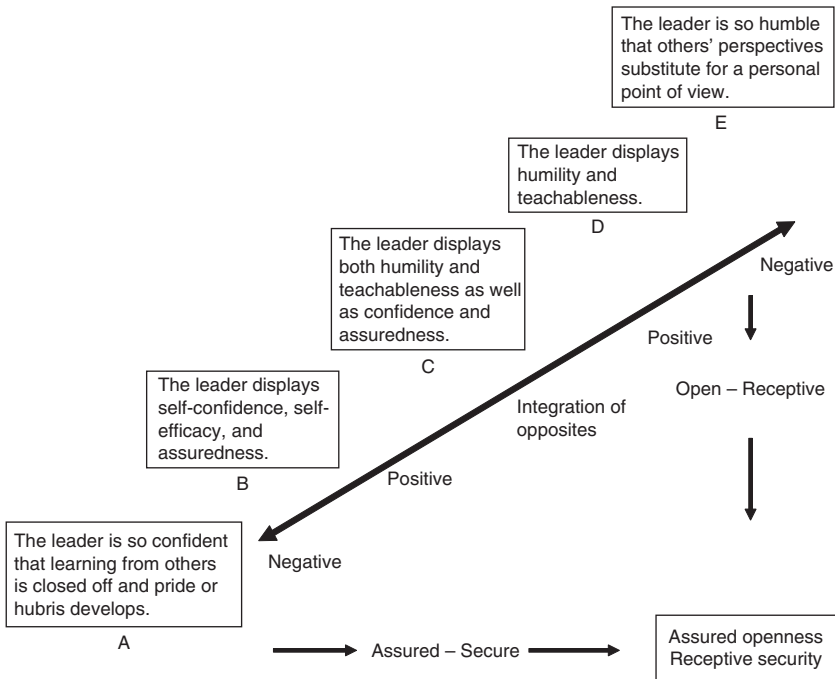 The leader is so humble
that others' perspectives
substitute for a personal
point of view.
E
The leader displays
humility and
teachableness.
D
Negative
The leader displays
both humility and
teachableness as well
as confidence and
assuredness.
C
Positive
Open – Receptive
Integration of
opposites
The leader displays
self-confidence, self-
efficacy, and
assuredness.
B
Positive
The leader is so confident
that learning from others
is closed off and pride or
hubris develops.
A
Negative
Assured – Secure
Assured openness
Receptive security